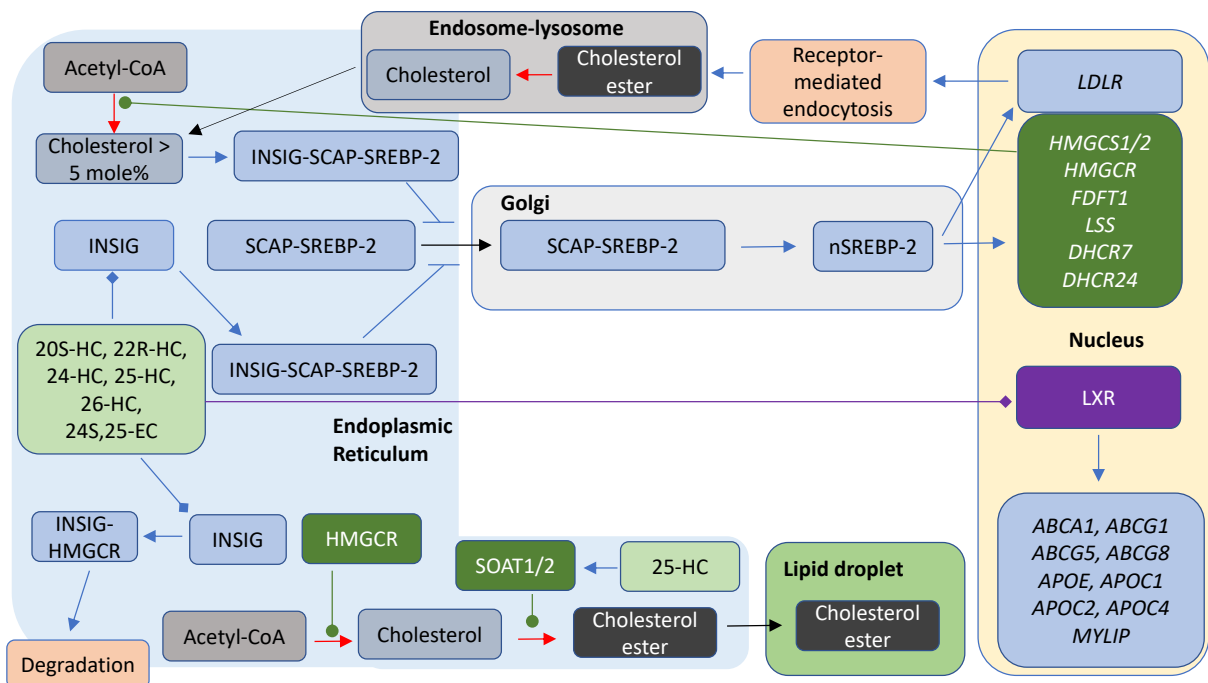 Endosome-lysosome
Acetyl-CoA
Cholesterol
Cholesterol
ester
Receptor-
mediated
endocytosis
LDLR
Cholesterol >
5 mole%
INSIG-SCAP-SREBP-2
HMGCS1/2
HMGCR
FDFT1
LSS
DHCR7
DHCR24
Golgi
INSIG
SCAP-SREBP-2
SCAP-SREBP-2
nSREBP-2
20S-HC, 22R-HC,
24-HC, 25-HC,
26-HC,
24S,25-EC
INSIG-SCAP-SREBP-2
Nucleus
LXR
Endoplasmic
Reticulum
INSIG-
HMGCR
INSIG
HMGCR
SOAT1/2
25-HC
Lipid droplet
ABCA1, ABCG1
ABCG5, ABCG8
APOE, APOC1
APOC2, APOC4
MYLIP
Degradation
Acetyl-CoA
Cholesterol
Cholesterol
ester
Cholesterol
ester